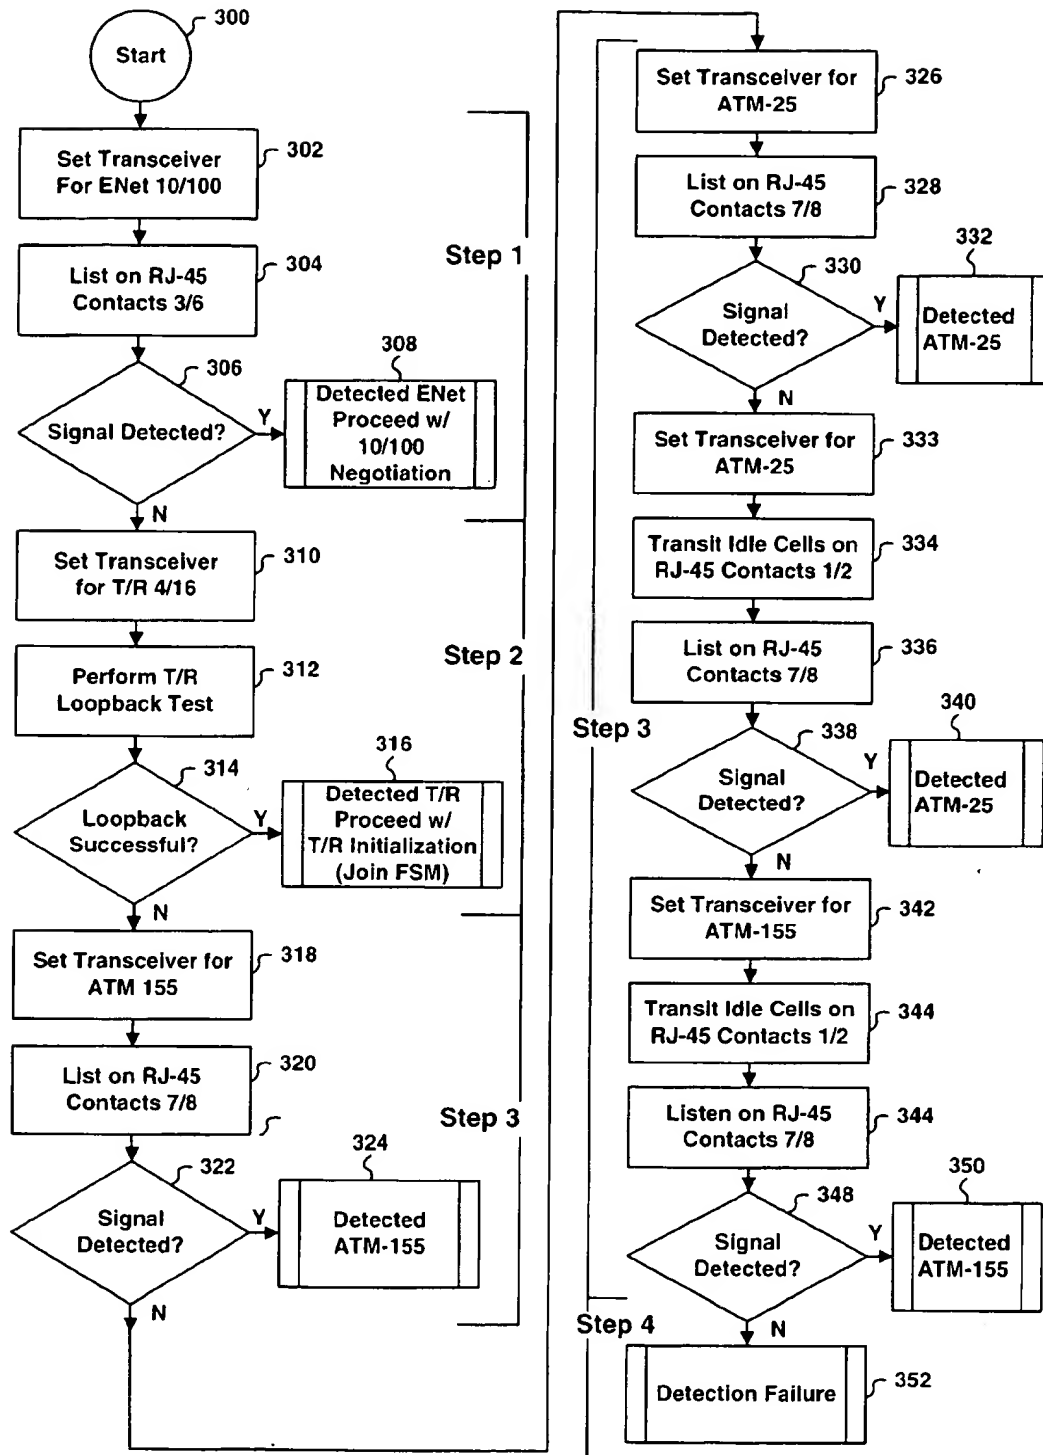 300
Start
302
Set Transceiver
For ENet 10/100
Step 1
304
List on RJ-45
Contacts 3/6
306
Signal Detected?
Y
308
Detected ENet
Proceed w/
10/100
Negotiation
N
310
Set Transceiver
for T/R 4/16
Step 2
312
Perform T/R
Loopback Test
314
Loopback
Successful?
Y
316
Detected T/R
Proceed w/
T/R Initialization
(Join FSM)
N
318
Set Transceiver for
ATM 155
320
List on RJ-45
Contacts 7/8
Step 3
322
Signal
Detected?
Y
324
Detected
ATM-155
N
326
Set Transceiver for
ATM-25
328
List on RJ-45
Contacts 7/8
330
Signal
Detected?
Y
332
Detected
ATM-25
N
333
Set Transceiver for
ATM-25
334
Transit Idle Cells on
RJ-45 Contacts 1/2
336
List on RJ-45
Contacts 7/8
Step 3
338
Signal
Detected?
Y
340
Detected
ATM-25
N
342
Set Transceiver for
ATM-155
344
Transit Idle Cells on
RJ-45 Contacts 1/2
344
Listen on RJ-45
Contacts 7/8
348
Signal
Detected?
Y
350
Detected
ATM-155
Step 4
N
352
Detection Failure